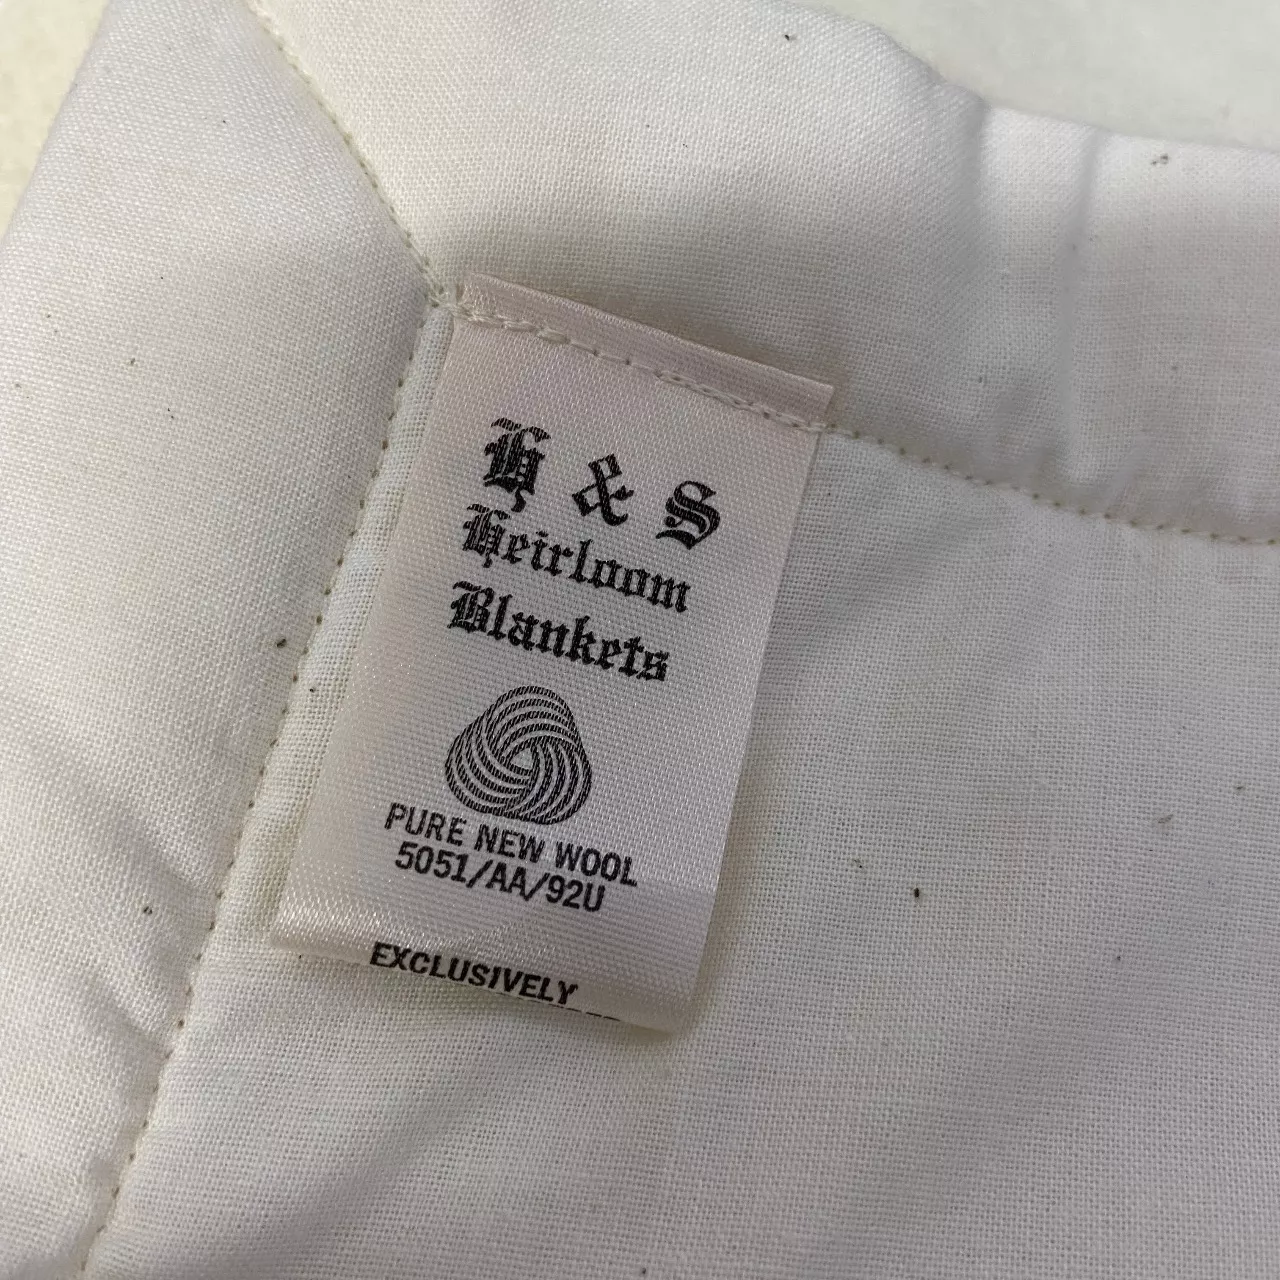 H & S
Heirloom
Blankets
PURE NEW WOOL
5051/AA/92U
EXCLUSIVELY